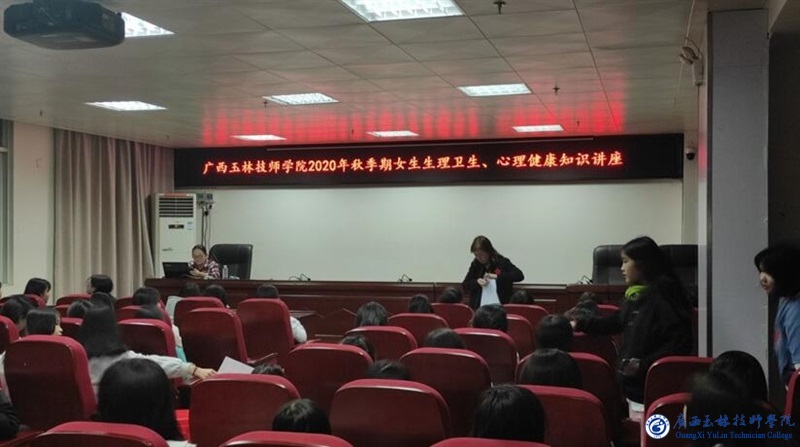 广西玉林技师学院2020年秋季期女生生理卫生、心理健康知识讲座
广西玉林技师学院
GuangXi YuLin Technician College